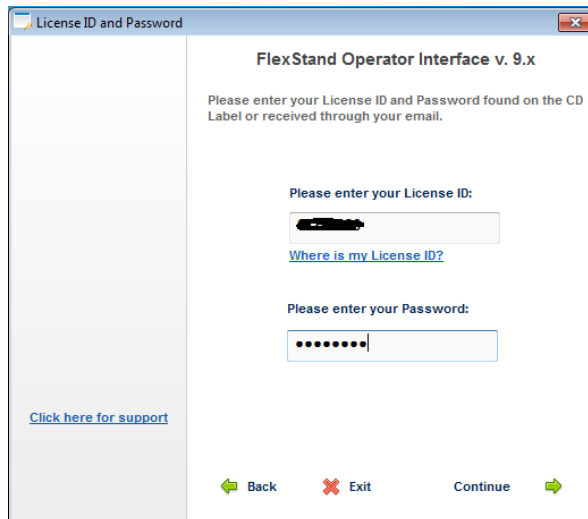 License ID and Password
FlexStand Operator Interface v. 9.x
Please enter your License ID and Password found on the CD
Label or received through your email.
Please enter your License ID:
Where is my License ID?
Please enter your Password:
••••••••
Click here for support
Back
Exit
Continue